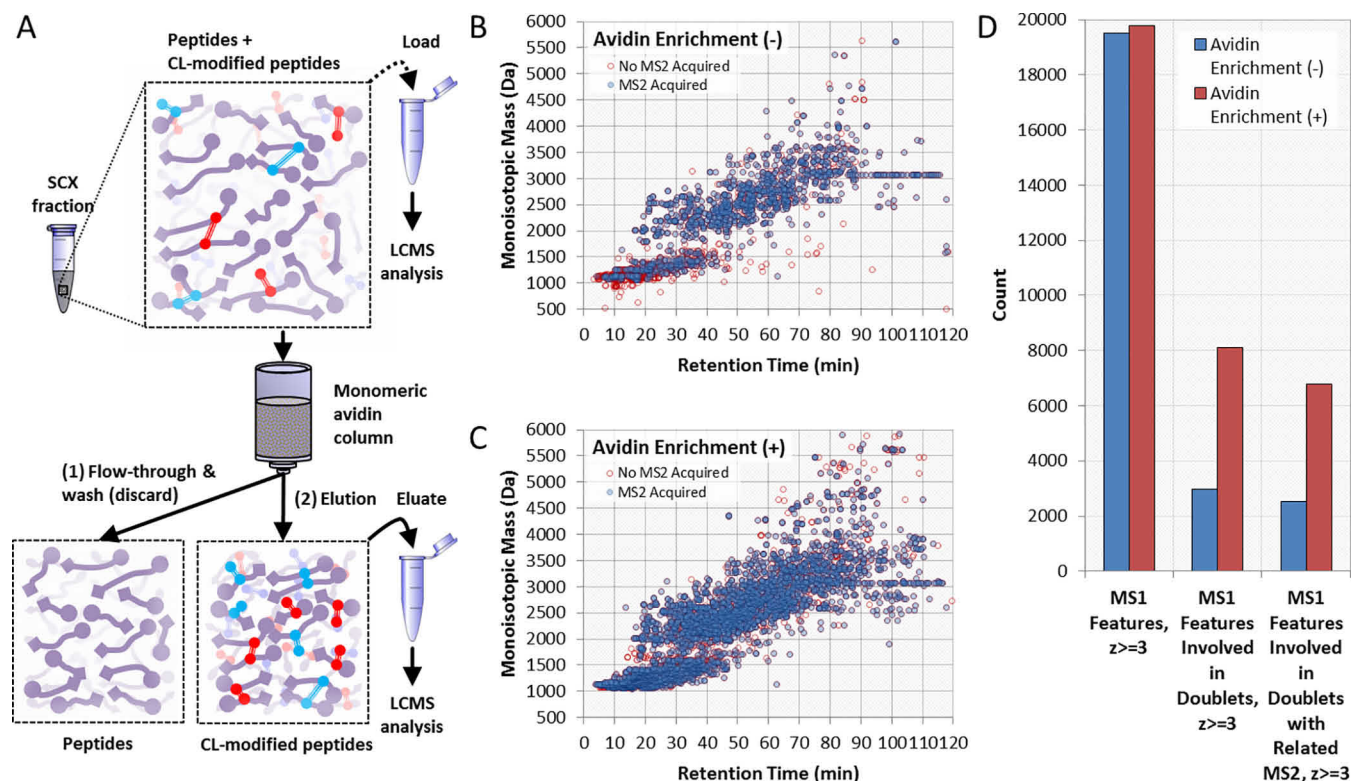 A
Peptides +
CL-modified peptides
Load
SCX
fraction
LCMS
analysis
Monomeric
avidin
column
(1) Flow-through &
wash (discard)
(2) Elution
Eluate
LCMS
analysis
Peptides
CL-modified peptides
B
Avidin Enrichment (-)
No MS2 Acquired
MS2 Acquired
Monoisotopic Mass (Da)
6000
5500
5000
4500
4000
3500
3000
2500
2000
1500
1000
500
0 10 20 30 40 50 60 70 80 90 100 110 120
Retention Time (min)
C
Avidin Enrichment (+)
No MS2 Acquired
MS2 Acquired
Monoisotopic Mass (Da)
6000
5500
5000
4500
4000
3500
3000
2500
2000
1500
1000
500
0 10 20 30 40 50 60 70 80 90 100 110 120
Retention Time (min)
D
Avidin
Enrichment (-)
Avidin
Enrichment (+)
Count
20000
18000
16000
14000
12000
10000
8000
6000
4000
2000
0
MS1
Features,
z>=3
MS1
Features
Involved
in
Doublets,
z>=3
MS1
Features
Involved
in
Doublets
with
Related
MS2, z>=3